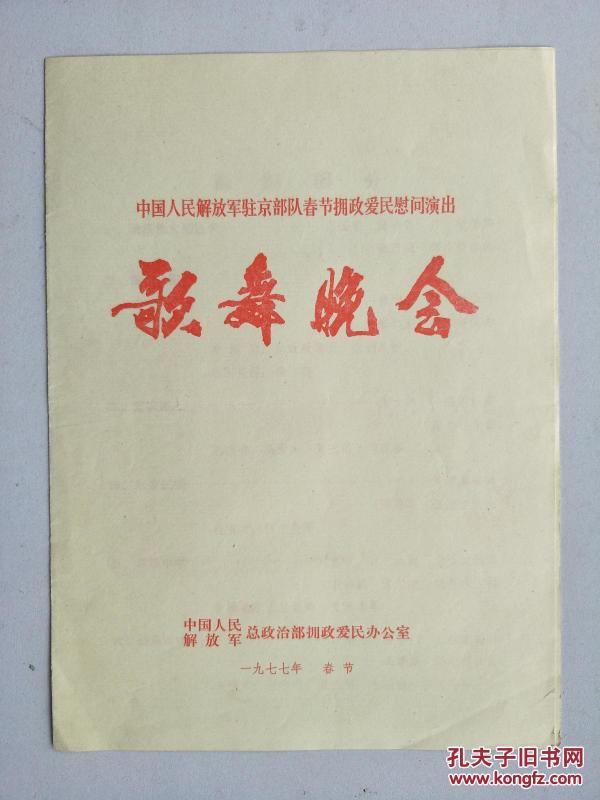 中国人民解放军驻京部队春节拥政爱民慰问演出
歌舞晚会
中国人民
解放军 总政治部拥政爱民办公室
一九七七年 春节
孔夫子旧书网
www.kongfz.com